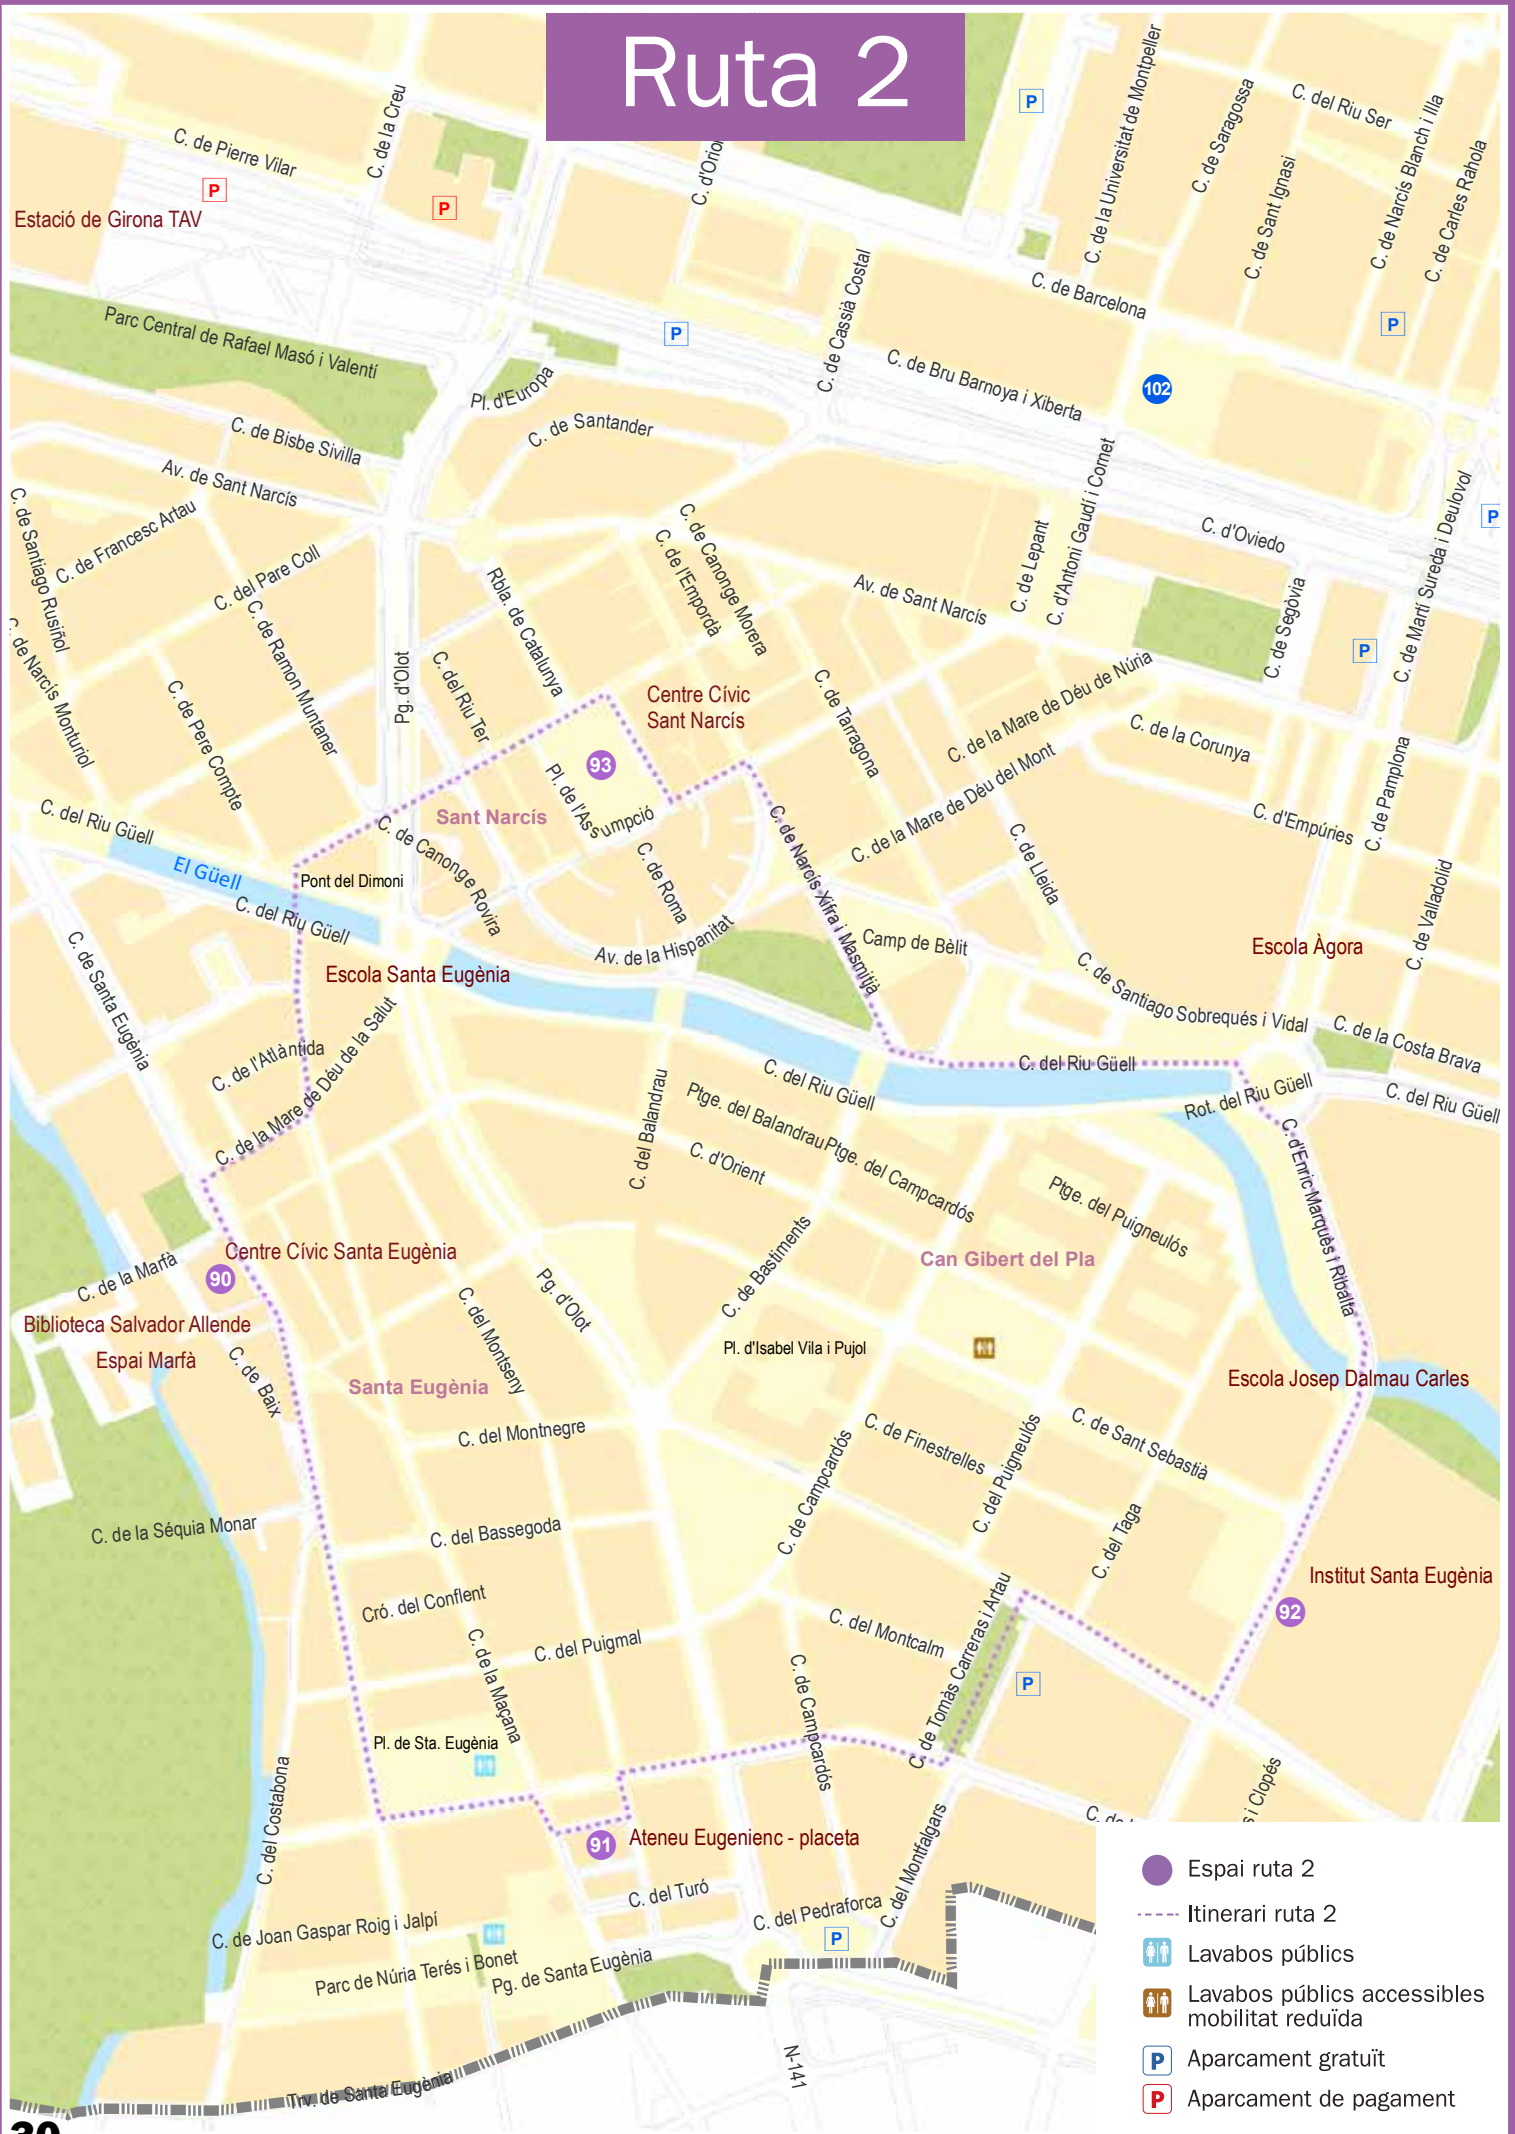 Ruta 2
C. de Pierre Vilar
C. de la Creu
P
P
Estació de Girona TAV
C. d'Orio
P
C. de la Universitat de Montpeller
C. de Saragossa
C. del Riu Ser
C. de Sant Ignasi
C. de Narcís Blanch i Illa
C. de Carles Rahola
Parc Central de Rafael Masó i Valentí
P
C. de Cassià Costal
C. de Barcelona
P
Pl. d'Europa
C. de Bru Barnoya i Xiberta
102
C. de Bisbe Sivilla
C. de Santander
Av. de Sant Narcís
C. de Santiago Rusiñol
C. de Francesc Artau
C. del Pare Coll
C. de Ramon Muntaner
C. de Narcís Monturiol
C. de Pere Compte
Pg. d'Olot
C. del Riu Ter
Rbla. de Catalunya
C. de l'Empordà
C. de Canonge Morera
Av. de Sant Narcís
C. de Lepant
C. d'Antoni Gaudí i Cornet
C. d'Oviedo
C. de Segòvia
P
C. de Martí Sureda i Deulovol
P
Centre Cívic
Sant Narcís
C. de Tarragona
C. de la Mare de Déu de Núria
C. de la Mare de Déu del Mont
C. de la Corunya
C. d'Empúries
C. de Pamplona
93
Pl. de l'Assumpció
Sant Narcís
C. del Riu Güell
El Güell
Pont del Dimoni
C. de Canonge Rovira
C. de Roma
C. de Narcís Xifra i Masmitjà
C. de Lleida
C. de Valladolid
C. del Riu Güell
Escola Santa Eugènia
Av. de la Hispanitat
Camp de Bèlit
Escola Àgora
C. de Santiago Sobrequés i Vidal
C. de la Costa Brava
C. de Santa Eugènia
C. de l'Atlàntida
C. de la Mare de Déu de la Salut
C. del Riu Güell
C. del Riu Güell
Rot. del Riu Güell
C. del Riu Güell
C. del Balandrau
Ptge. del Balandrau
Ptge. del Campcardós
C. d'Orient
Ptge. del Puigneulós
C. d'Enric Marquès i Ribalta
C. de la Marfà
Centre Cívic Santa Eugènia
90
Can Gibert del Pla
C. de Bastiments
Pg. d'Olot
C. del Montseny
Biblioteca Salvador Allende
Espai Marfà
C. de Baix
Pl. d'Isabel Vila i Pujol
Santa Eugènia
Escola Josep Dalmau Carles
C. del Montnegre
C. de Finestrelles
C. de Campcardós
C. del Puigneulós
C. de Sant Sebastià
C. de la Séquia Monar
C. del Bassegoda
C. del Taga
Institut Santa Eugènia
92
Cró. del Conflent
C. del Puigmal
C. de la Maçana
C. del Montcalm
C. de Tomàs Carreras i Artau
P
C. de Campcardós
Pl. de Sta. Eugènia
C. del Costabona
91
Ateneu Eugenienc - placeta
C. de
s i Clopés
C. del Montfalgars
C. del Turó
C. del Pedraforca
P
C. de Joan Gaspar Roig i Jalpí
Parc de Núria Terés i Bonet
Pg. de Santa Eugènia
N-141
Trv. de Santa Eugènia
Espai ruta 2
Itinerari ruta 2
Lavabos públics
Lavabos públics accessibles
mobilitat reduïda
P Aparcament gratuït
P Aparcament de pagament